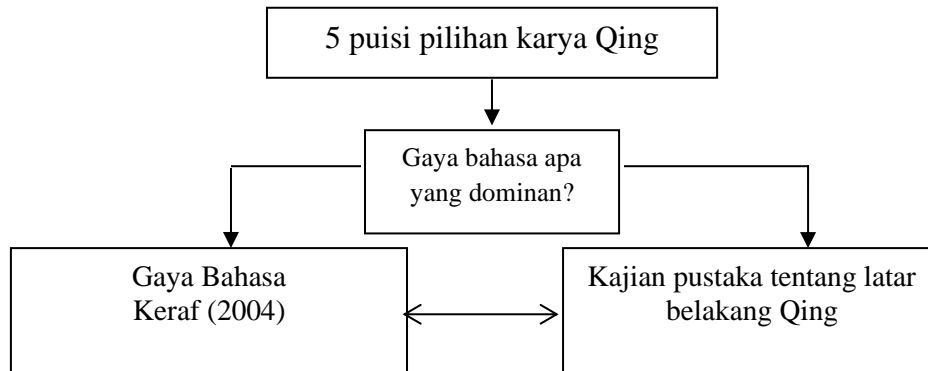 5 puisi pilihan karya Qing
Gaya bahasa apa
yang dominan?
Gaya Bahasa
Keraf (2004)
Kajian pustaka tentang latar
belakang Qing